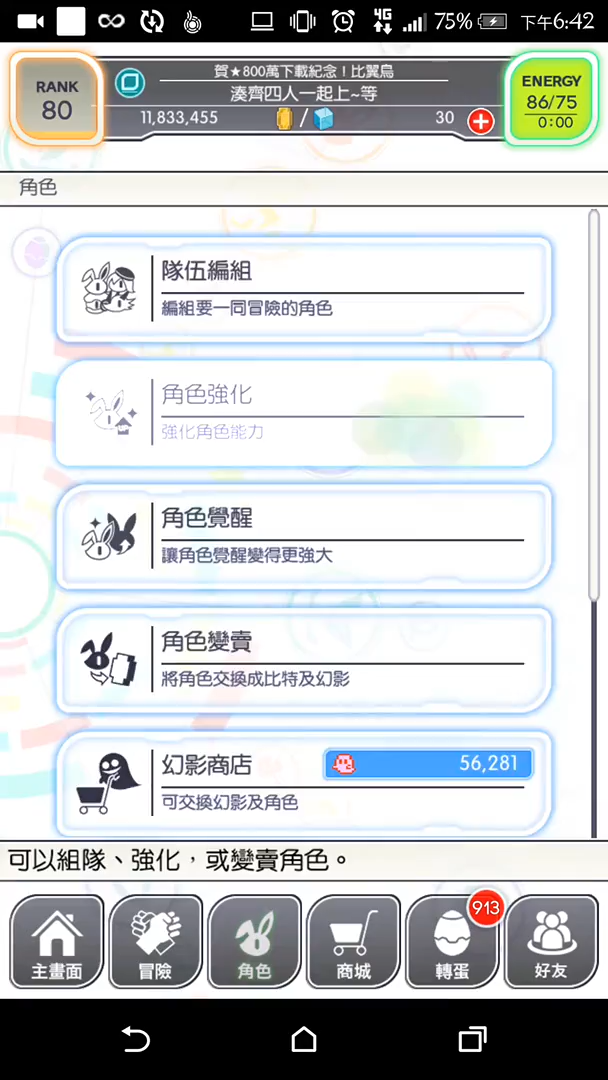 4G
75%
下午6:42
RANK
80
賀★800萬下載紀念！比翼鳥
湊齊四人一起上~等
11,833,455
/
30
ENERGY
86/75
0:00
角色
隊伍編組
編組要一同冒險的角色
角色強化
強化角色能力
角色覺醒
讓角色覺醒變得更強大
角色變賣
將角色交換成比特及幻影
幻影商店
56,281
可交換幻影及角色
可以組隊、強化，或變賣角色。
913
主畫面
冒險
角色
商城
轉蛋
好友